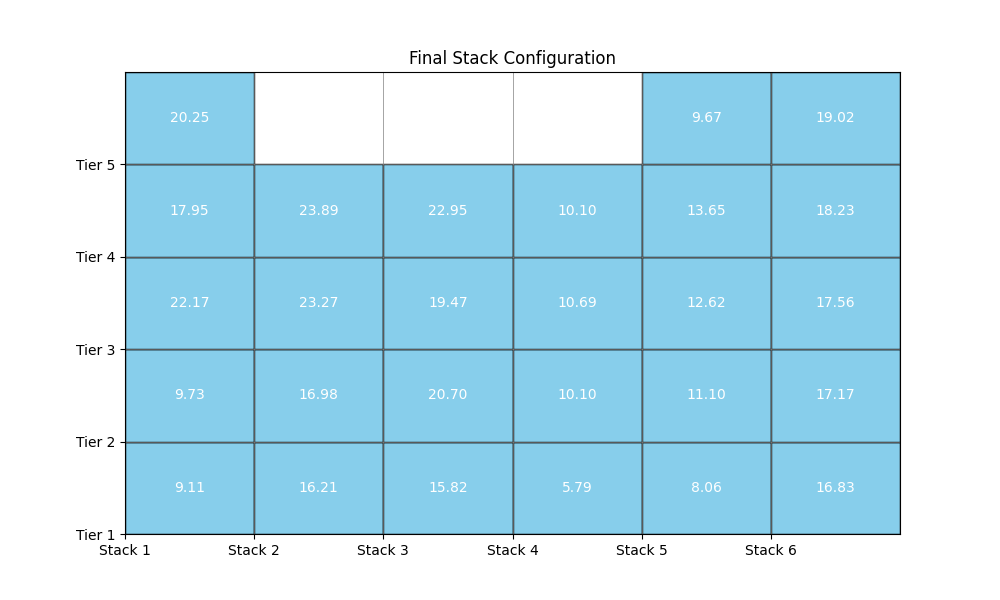 Final Stack Configuration
20.25 9.67 19.02
Tier 5
17.95 23.89 22.95 10.10 13.65 18.23
Tier 4
22.17 23.27 19.47 10.69 12.62 17.56
Tier 3
9.73 16.98 20.70 10.10 11.10 17.17
Tier 2
9.11 16.21 15.82 5.79 8.06 16.83
Tier 1
Stack 1 Stack 2 Stack 3 Stack 4 Stack 5 Stack 6